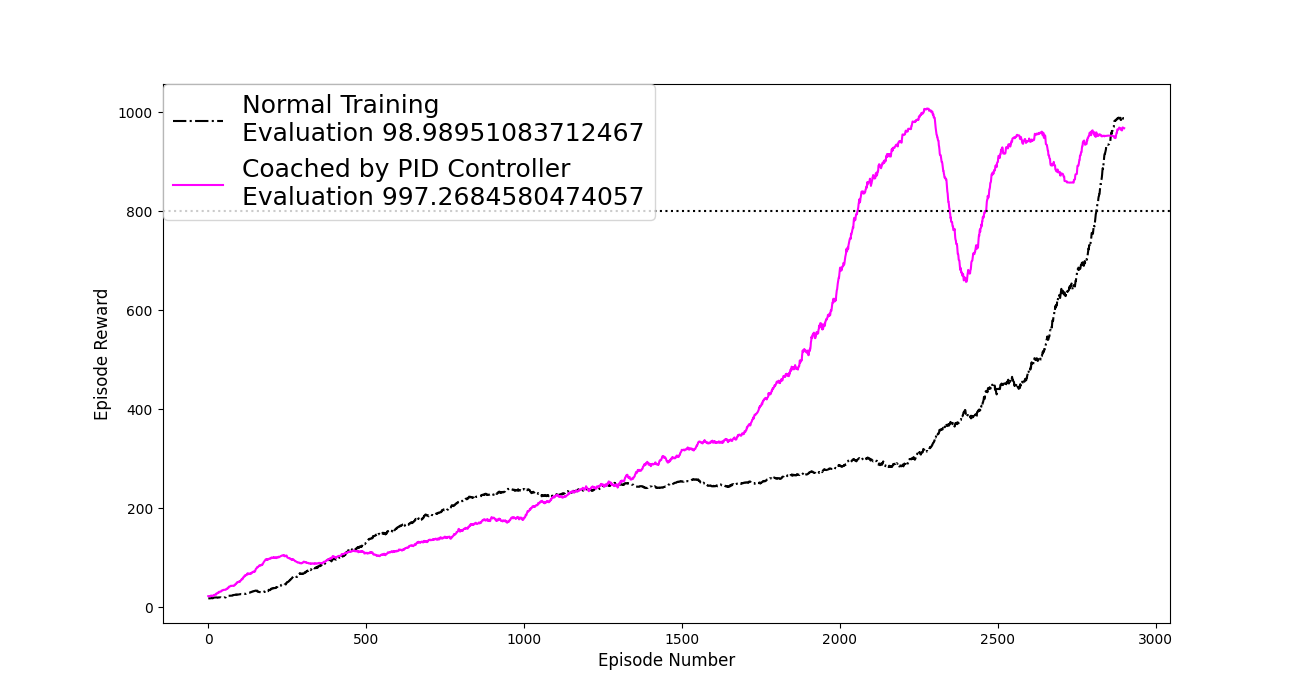 Normal Training
Evaluation 98.98951083712467
Coached by PID Controller
Evaluation 997.2684580474057
1000
800
600
400
200
0
Episode Reward
0 500 1000 1500 2000 2500 3000
Episode Number